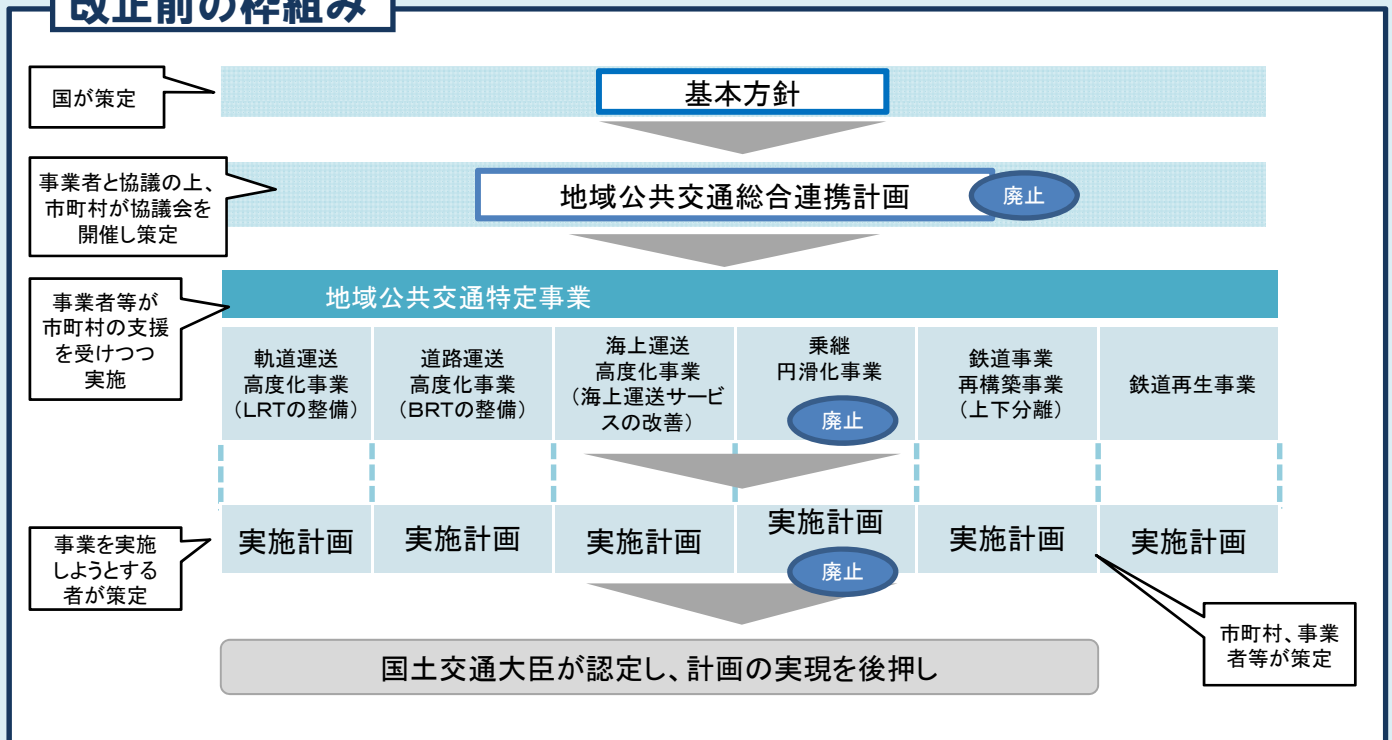 改正前の枠組み
国が策定
基本方針
事業者と協議の上、
市町村が協議会を
開催し策定
地域公共交通総合連携計画
廃止
事業者等が
市町村の支援
を受けつつ
実施
地域公共交通特定事業
軌道運送
高度化事業
(LRTの整備)
道路運送
高度化事業
(BRTの整備)
海上運送
高度化事業
(海上運送サービ
スの改善)
乗継
円滑化事業
廃止
鉄道事業
再構築事業
(上下分離)
鉄道再生事業
事業を実施
しようとする
者が策定
実施計画
実施計画
実施計画
実施計画
廃止
実施計画
実施計画
市町村、事業
者等が策定
国土交通大臣が認定し、計画の実現を後押し